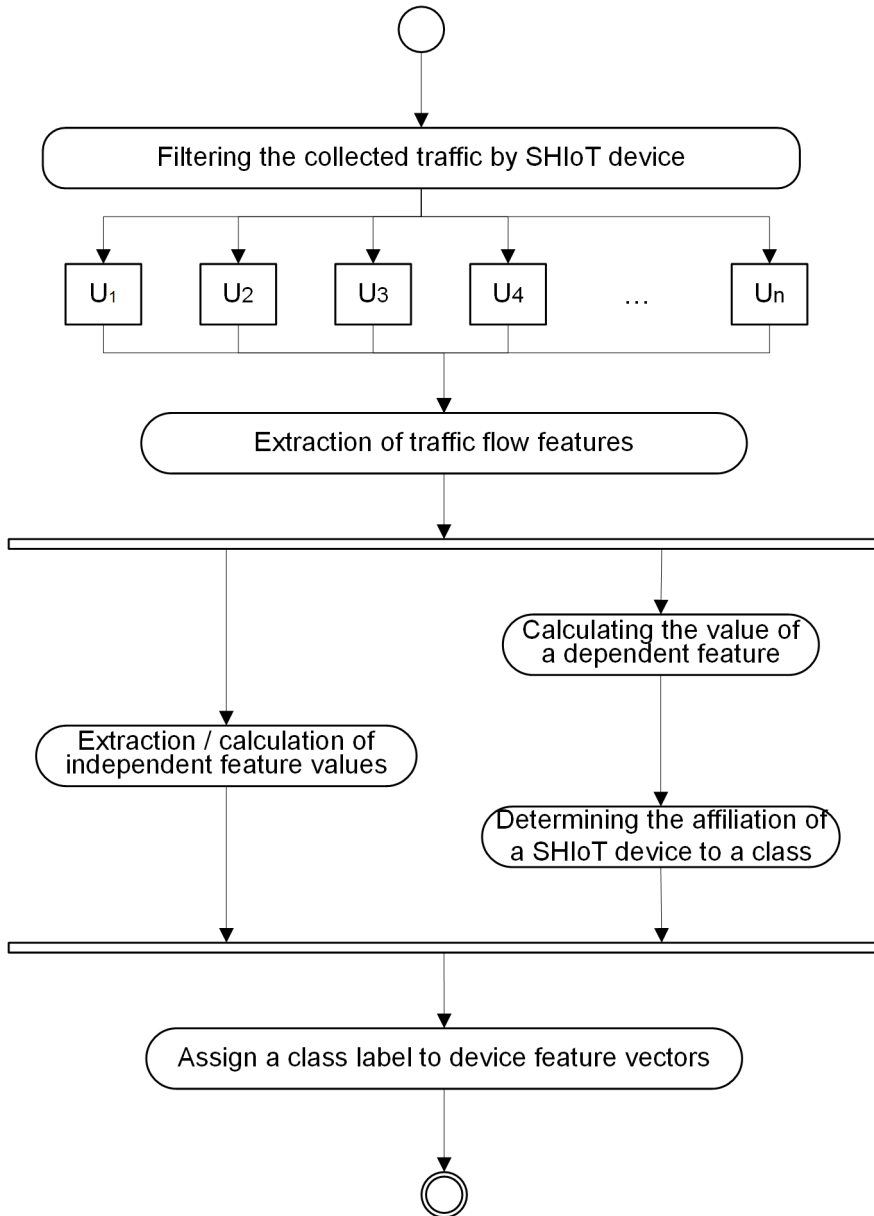 Filtering the collected traffic by SHIoT device
U1 U2 U3 U4 ... Un
Extraction of traffic flow features
Calculating the value of
a dependent feature
Extraction / calculation of
independent feature values
Determining the affiliation of
a SHIoT device to a class
Assign a class label to device feature vectors